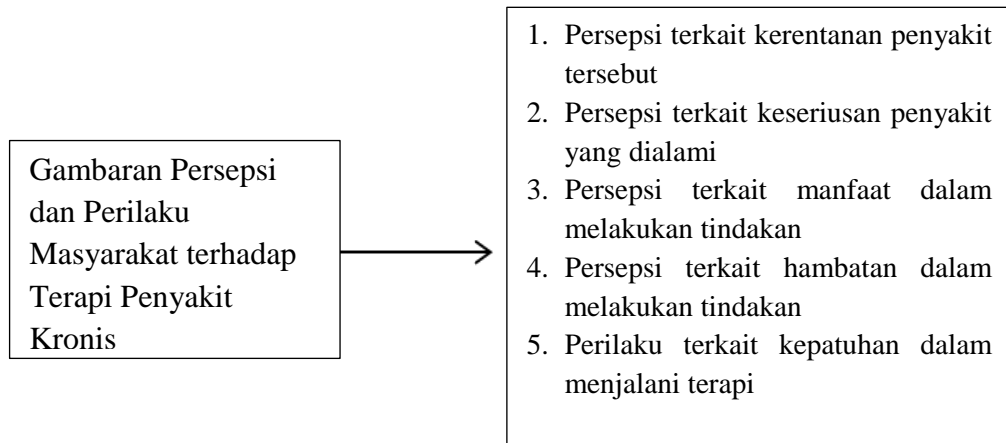 Gambaran Persepsi
dan Perilaku
Masyarakat terhadap
Terapi Penyakit
Kronis
1. Persepsi terkait kerentanan penyakit
tersebut
2. Persepsi terkait keseriusan penyakit
yang dialami
3. Persepsi terkait manfaat dalam
melakukan tindakan
4. Persepsi terkait hambatan dalam
melakukan tindakan
5. Perilaku terkait kepatuhan dalam
menjalani terapi